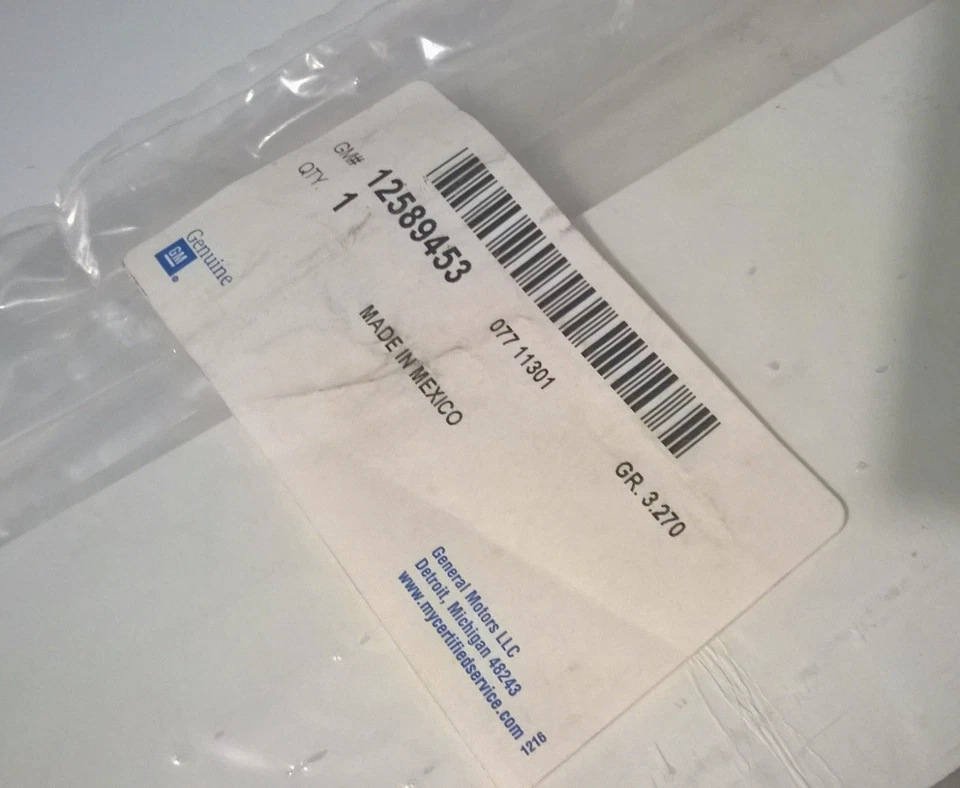 GM# 12589453
QTY. 1
Genuine
GM
077 11301
MADE IN MEXICO
GR. 3.270
General Motors LLC
Detroit, Michigan 48243
www.mycertifiedservice.com
1216